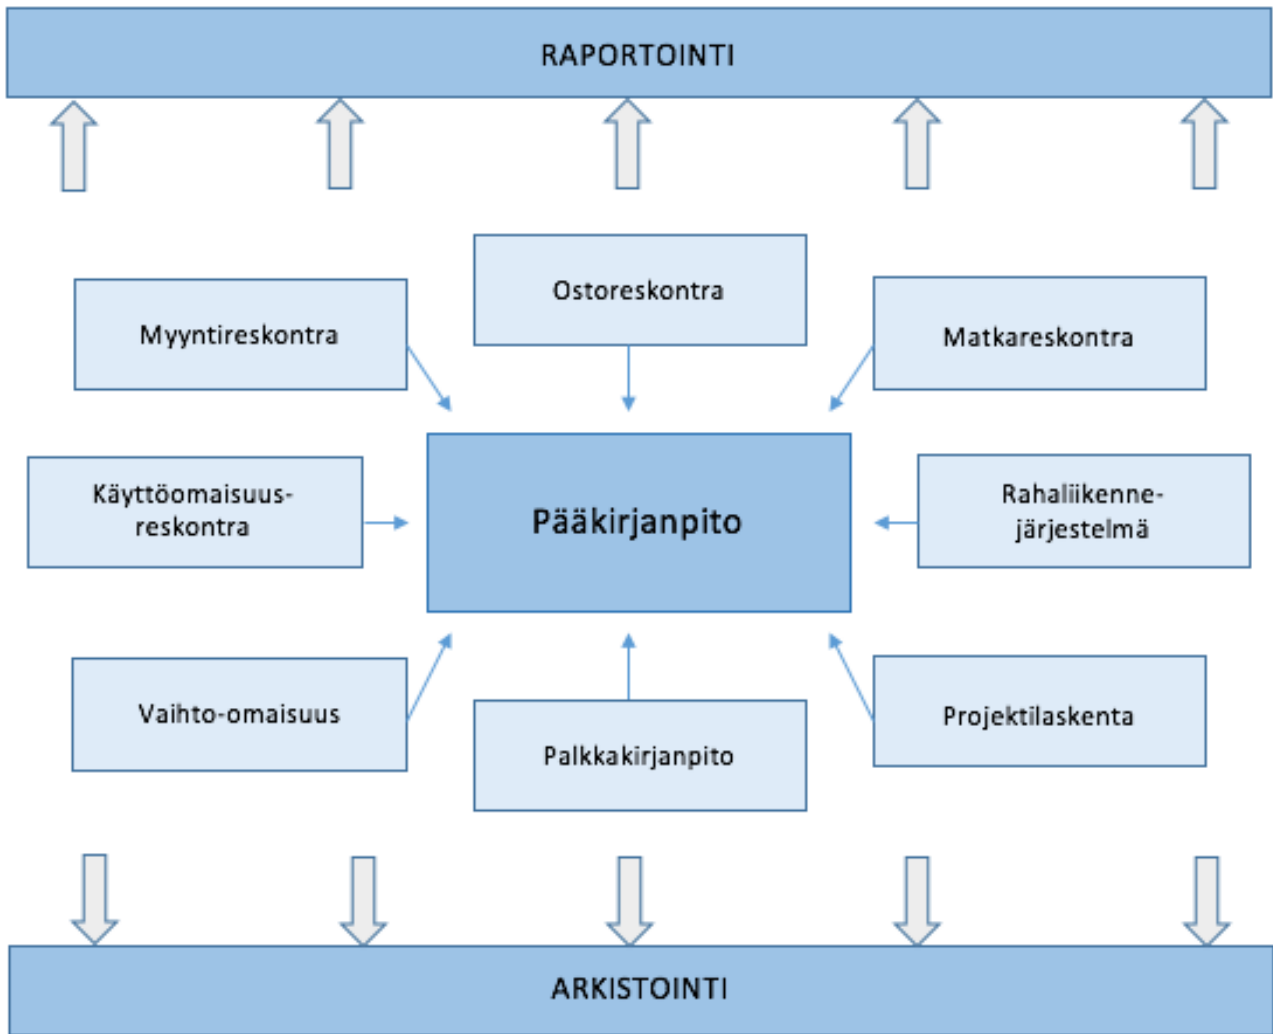 RAPORTOINTI
Ostoreskontra
Myyntireskontra
Matkareskontra
Käyttöomaisuus-
reskontra
Pääkirjanpito
Rahaliikenne-
järjestelmä
Vaihto-omaisuus
Palkkakirjanpito
Projektilaskenta
ARKISTOINTI